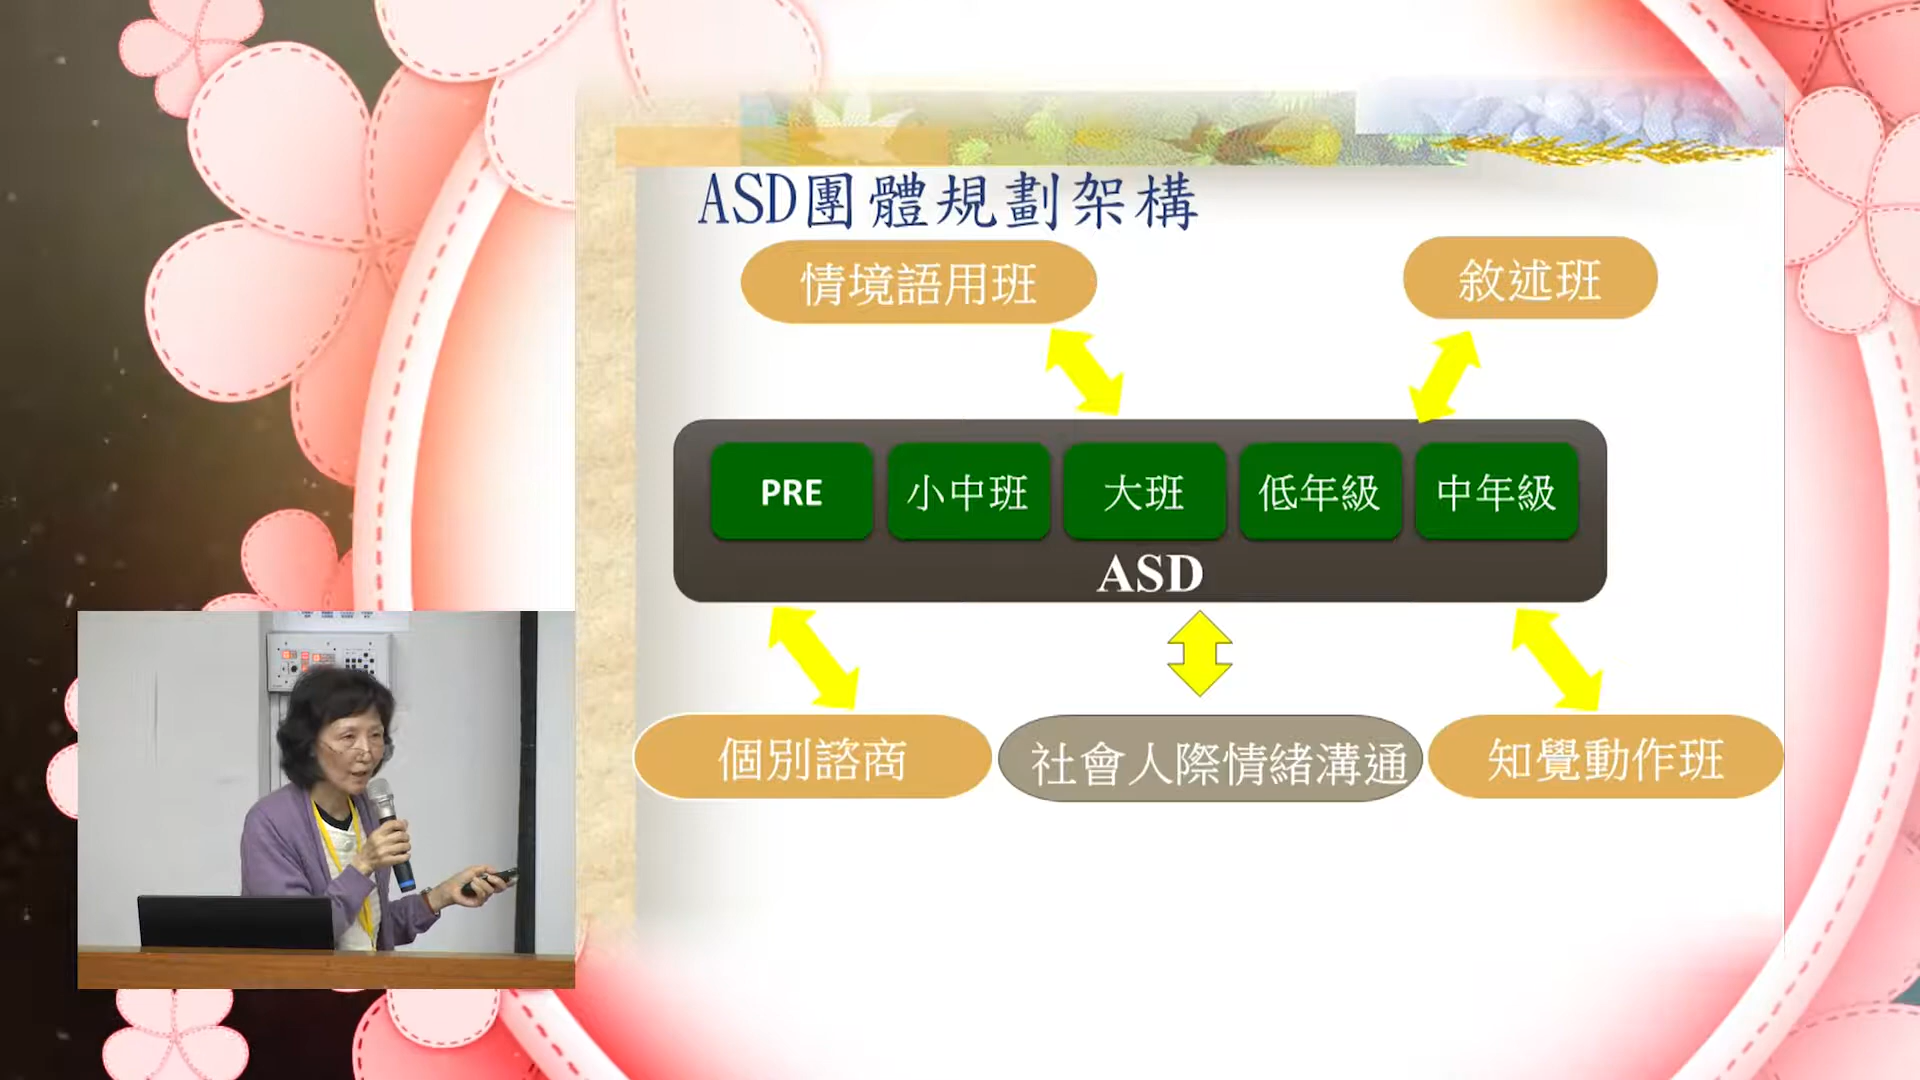 ASD團體規劃架構
情境語用班
敘述班
PRE
小中班
大班
低年級
中年級
ASD
個別諮商
社會人際情緒溝通
知覺動作班